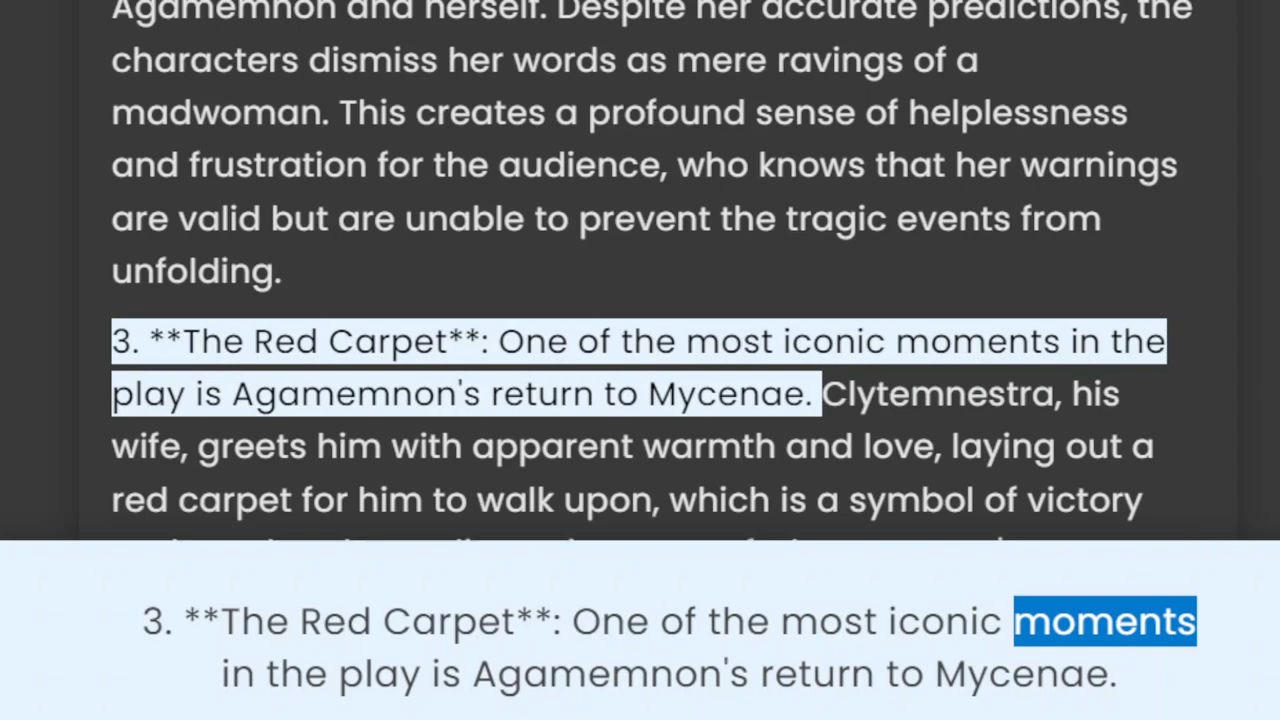 Agamemnon and herself. Despite her accurate predictions, the
characters dismiss her words as mere ravings of a
madwoman. This creates a profound sense of helplessness
and frustration for the audience, who knows that her warnings
are valid but are unable to prevent the tragic events from
unfolding.
3. **The Red Carpet**: One of the most iconic moments in the
play is Agamemnon's return to Mycenae. Clytemnestra, his
wife, greets him with apparent warmth and love, laying out a
red carpet for him to walk upon, which is a symbol of victory
3. **The Red Carpet**: One of the most iconic moments
in the play is Agamemnon's return to Mycenae.